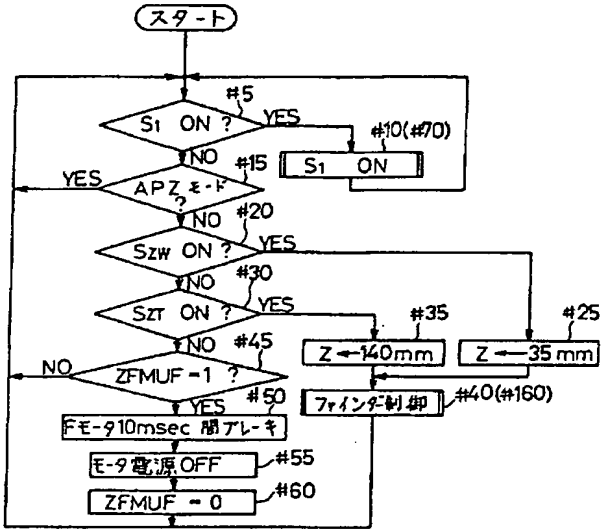 スタート
#5
S1 ON ?
YES
#10(#70)
S1 ON
NO
#15
YES
APZ モード
?
NO
#20
SZW ON ?
YES
NO
#30
SZT ON ?
YES
#35
#25
Z ← 140mm
Z ← 35mm
NO
#45
NO
ZFMUF=1 ?
#40(#160)
ファインダー制御
YES
#50
Fモータ10msec 間ブレーキ
#55
モータ電源OFF
#60
ZFMUF = 0